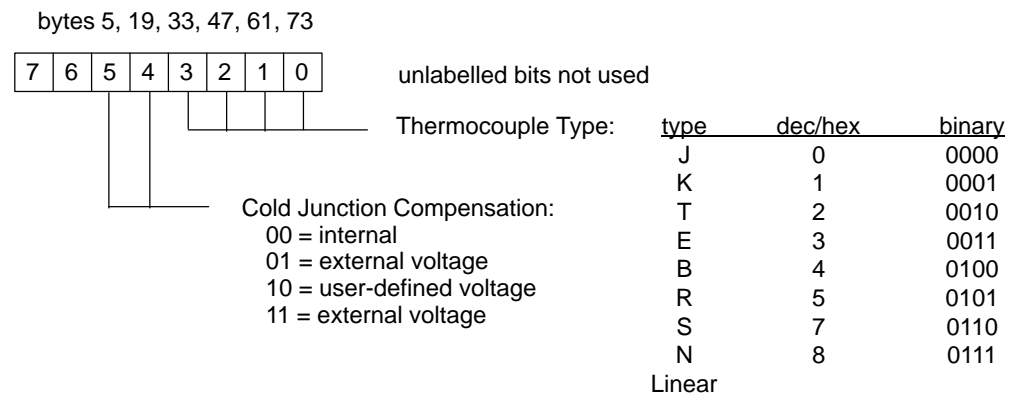 bytes 5, 19, 33, 47, 61, 73
7 6 5 4 3 2 1 0
unlabelled bits not used
Thermocouple Type: type dec/hex binary
J 0 0000
K 1 0001
T 2 0010
E 3 0011
B 4 0100
R 5 0101
S 7 0110
N 8 0111
Linear
Cold Junction Compensation:
00 = internal
01 = external voltage
10 = user-defined voltage
11 = external voltage